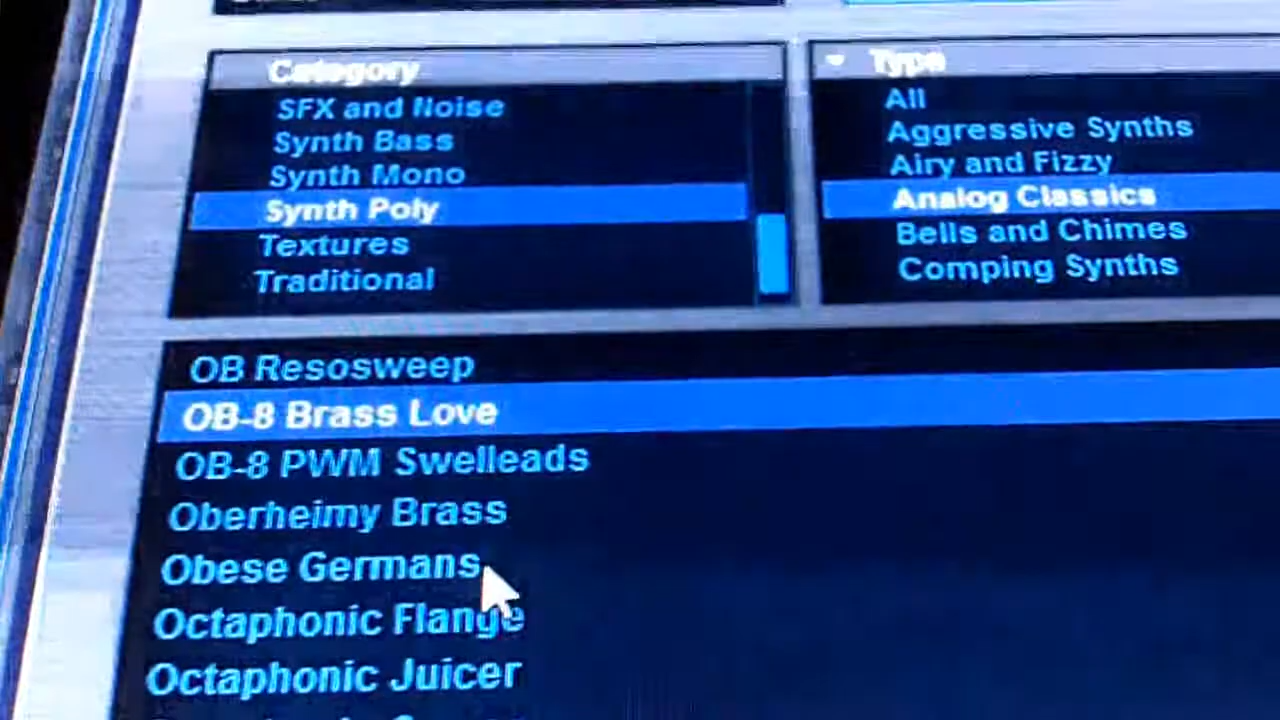 Category
SFX and Noise
Synth Bass
Synth Mono
Synth Poly
Textures
Traditional
Type
All
Aggressive Synths
Airy and Fizzy
Analog Classics
Bells and Chimes
Comping Synths
OB Resosweep
OB-8 Brass Love
OB-8 PWM Swelleads
Oberheimy Brass
Obese Germans
Octaphonic Flange
Octaphonic Juicer